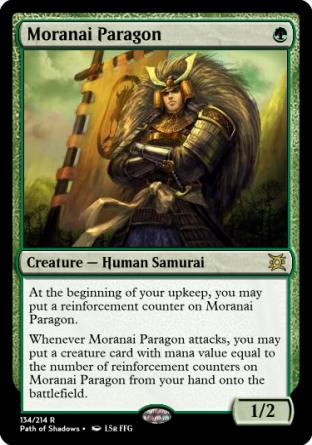 Moranai Paragon
Creature — Human Samurai
At the beginning of your upkeep, you may
put a reinforcement counter on Moranai
Paragon.
Whenever Moranai Paragon attacks, you may
put a creature card with mana value equal to
the number of reinforcement counters on
Moranai Paragon from your hand onto the
battlefield.
1/2
134/214 R
Path of Shadows • L5R FFG